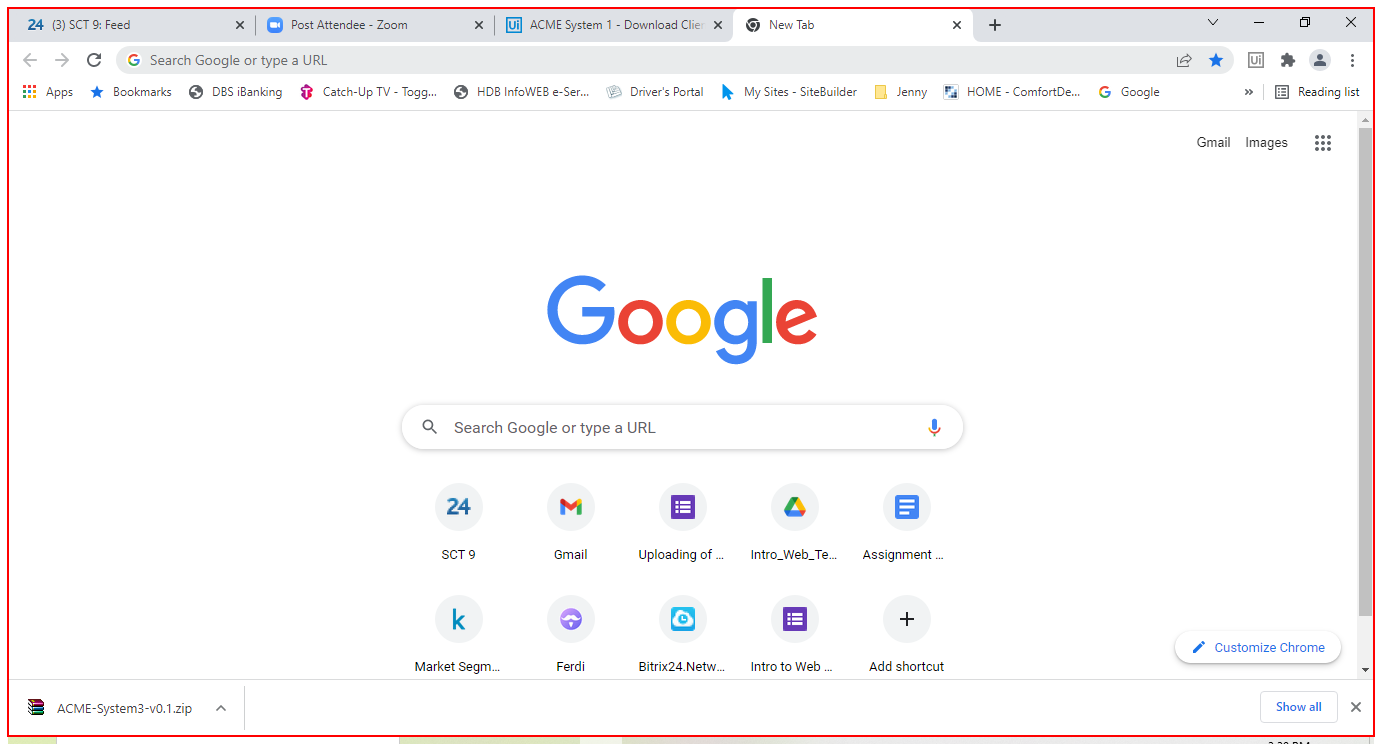 24 (3) SCT 9: Feed
Post Attendee - Zoom
Ui ACME System 1 - Download Clier
New Tab
Search Google or type a URL
Ui
Apps
Bookmarks
DBS iBanking
Catch-Up TV - Togg...
HDB InfoWEB e-Ser...
Driver's Portal
My Sites - SiteBuilder
Jenny
HOME - ComfortDe...
Google
»
Reading list
Gmail
Images
Google
Search Google or type a URL
24
SCT 9
Gmail
Uploading of ...
Intro_Web_Te...
Assignment ...
k
Market Segm...
Ferdi
Bitrix24.Netw...
Intro to Web ...
Add shortcut
Customize Chrome
ACME-System3-v0.1.zip
Show all